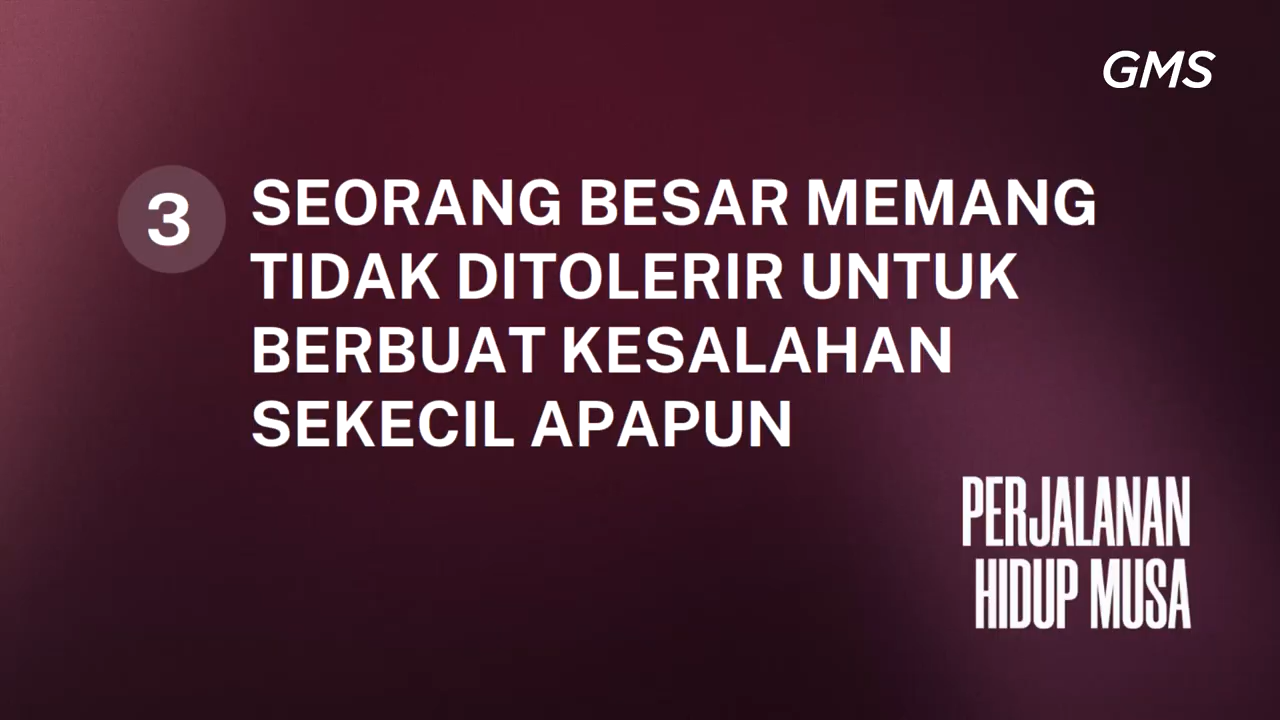 GMS
3
SEORANG BESAR MEMANG
TIDAK DITOLERIR UNTUK
BERBUAT KESALAHAN
SEKECIL APAPUN
PERJALANAN
HIDUP MUSA